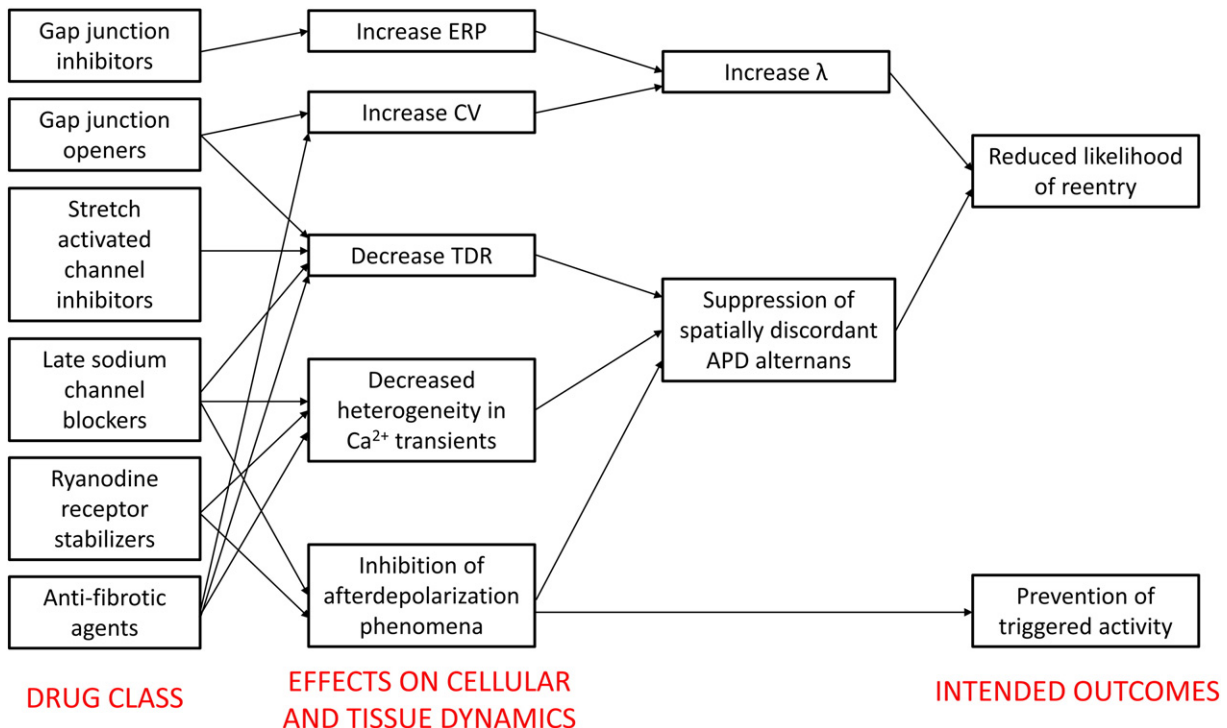 Gap junction
inhibitors
Gap junction
openers
Stretch
activated
channel
inhibitors
Late sodium
channel
blockers
Ryanodine
receptor
stabilizers
Anti-fibrotic
agents
DRUG CLASS
Increase ERP
Increase CV
Decrease TDR
Decreased
heterogeneity in
Ca²⁺ transients
Inhibition of
afterdepolarization
phenomena
EFFECTS ON CELLULAR
AND TISSUE DYNAMICS
Increase λ
Suppression of
spatially discordant
APD alternans
Reduced likelihood
of reentry
Prevention of
triggered activity
INTENDED OUTCOMES